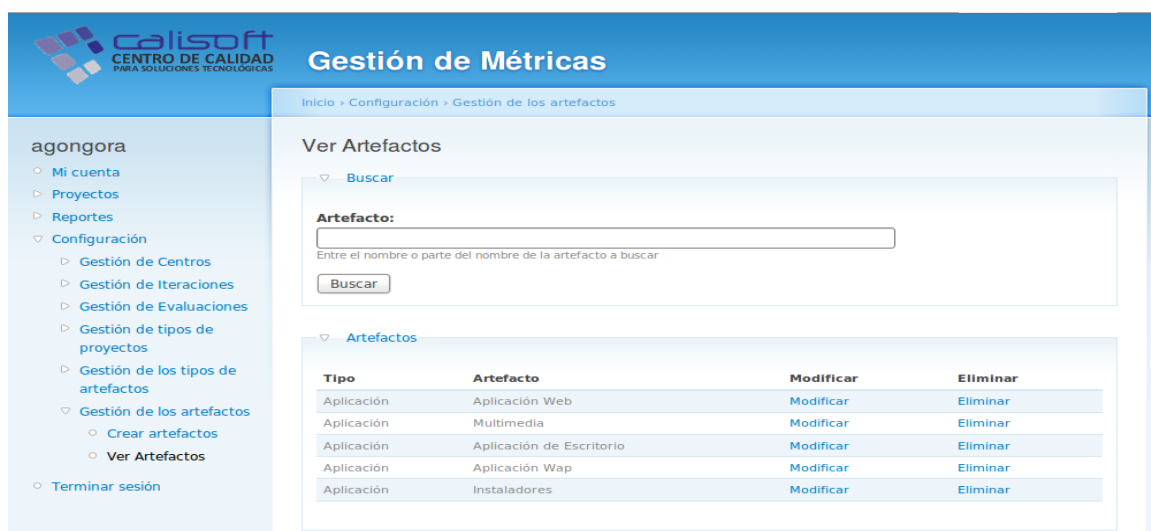 calisoft
CENTRO DE CALIDAD
PARA SOLUCIONES TECNOLÓGICAS
Gestión de Métricas
Inicio › Configuración › Gestión de los artefactos
agongora
Mi cuenta
Proyectos
Reportes
Configuración
Gestión de Centros
Gestión de Iteraciones
Gestión de Evaluaciones
Gestión de tipos de
proyectos
Gestión de los tipos de
artefactos
Gestión de los artefactos
Crear artefactos
Ver Artefactos
Terminar sesión
Ver Artefactos
Buscar
Artefacto:
Entre el nombre o parte del nombre de la artefacto a buscar
Buscar
Artefactos
Tipo Artefacto Modificar Eliminar
Aplicación Aplicación Web Modificar Eliminar
Aplicación Multimedia Modificar Eliminar
Aplicación Aplicación de Escritorio Modificar Eliminar
Aplicación Aplicación Wap Modificar Eliminar
Aplicación Instaladores Modificar Eliminar